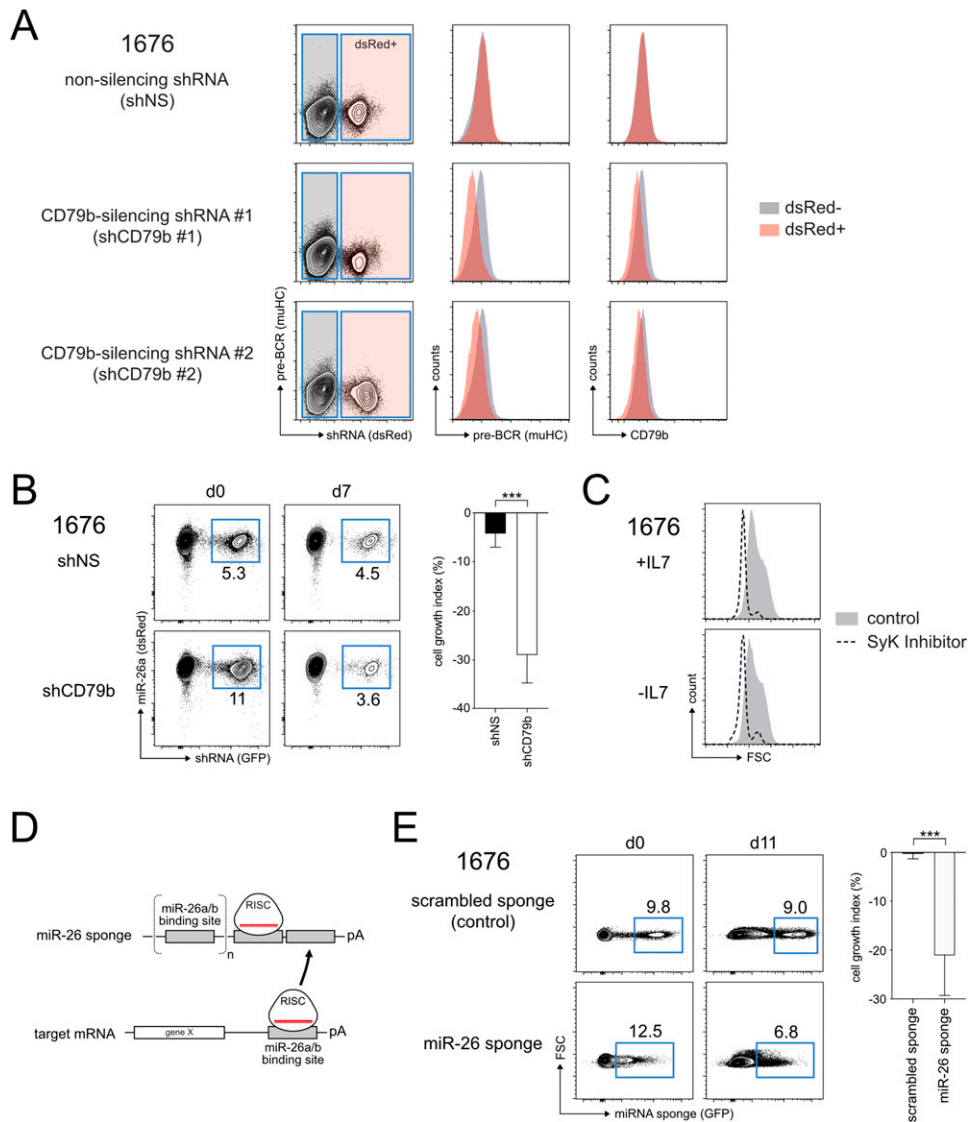 A
1676
non-silencing shRNA
(shNS)
dsRed+
CD79b-silencing shRNA #1
(shCD79b #1)
dsRed-
dsRed+
CD79b-silencing shRNA #2
(shCD79b #2)
pre-BCR (muHC)
shRNA (dsRed)
counts
pre-BCR (muHC)
counts
CD79b
B
1676
shNS
d0
d7
5.3
4.5
shCD79b
11
3.6
miR-26a (dsRed)
shRNA (GFP)
***
0
-10
-20
-30
-40
cell growth index (%)
shNS
shCD79b
C
1676
+IL7
-IL7
control
SyK Inhibitor
count
FSC
D
miR-26a/b
binding site
n
RISC
miR-26 sponge
pA
RISC
target mRNA
gene X
pA
miR-26a/b
binding site
E
1676
scrambled sponge
(control)
d0
d11
9.8
9.0
miR-26 sponge
12.5
6.8
FSC
miRNA sponge (GFP)
***
0
-10
-20
-30
cell growth index (%)
scrambled sponge
miR-26 sponge